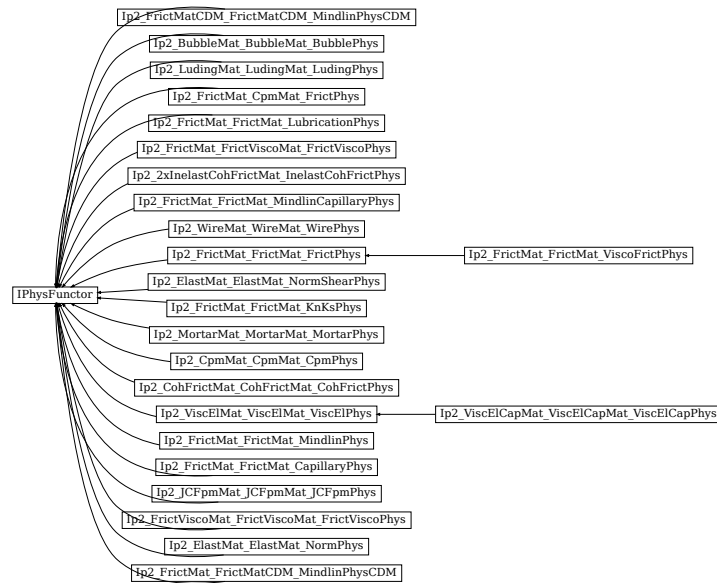 Ip2_FrictMatCDM_FrictMatCDM_MindlinPhysCDM
Ip2_BubbleMat_BubbleMat_BubblePhys
Ip2_LudingMat_LudingMat_LudingPhys
Ip2_FrictMat_CpmMat_FrictPhys
Ip2_FrictMat_FrictMat_LubricationPhys
Ip2_FrictMat_FrictViscoMat_FrictViscoPhys
Ip2_2xInelastCohFrictMat_InelastCohFrictPhys
Ip2_FrictMat_FrictMat_MindlinCapillaryPhys
Ip2_WireMat_WireMat_WirePhys
Ip2_FrictMat_FrictMat_FrictPhys
Ip2_FrictMat_FrictMat_ViscoFrictPhys
Ip2_ElastMat_ElastMat_NormShearPhys
IPhysFunctor
Ip2_FrictMat_FrictMat_KnKsPhys
Ip2_MortarMat_MortarMat_MortarPhys
Ip2_CpmMat_CpmMat_CpmPhys
Ip2_CohFrictMat_CohFrictMat_CohFrictPhys
Ip2_ViscElMat_ViscElMat_ViscElPhys
Ip2_ViscElCapMat_ViscElCapMat_ViscElCapPhys
Ip2_FrictMat_FrictMat_MindlinPhys
Ip2_FrictMat_FrictMat_CapillaryPhys
Ip2_JCFpmMat_JCFpmMat_JCFpmPhys
Ip2_FrictViscoMat_FrictViscoMat_FrictViscoPhys
Ip2_ElastMat_ElastMat_NormPhys
Ip2_FrictMat_FrictMatCDM_MindlinPhysCDM